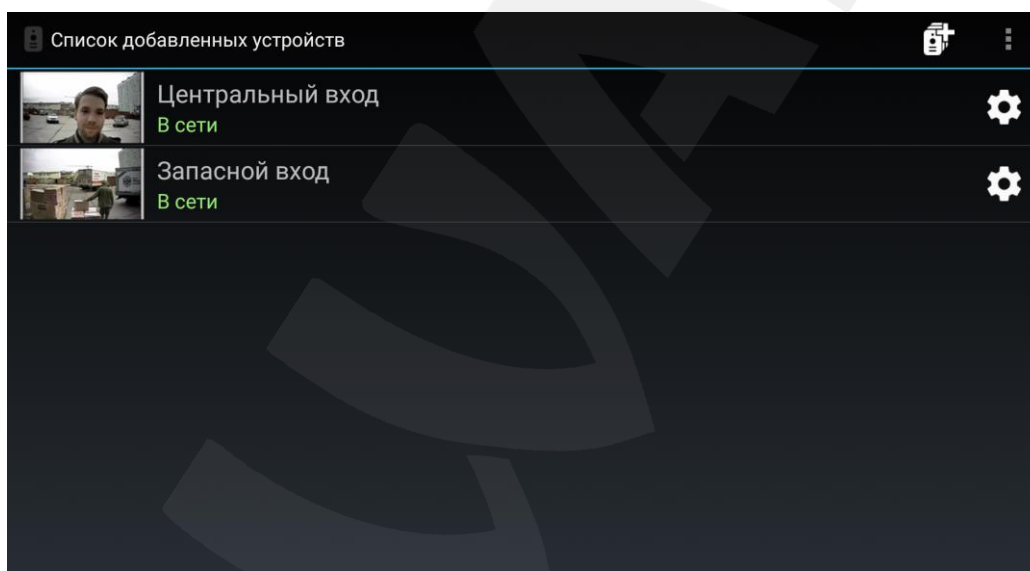 Список добавленных устройств
Центральный вход
В сети
Запасной вход
В сети